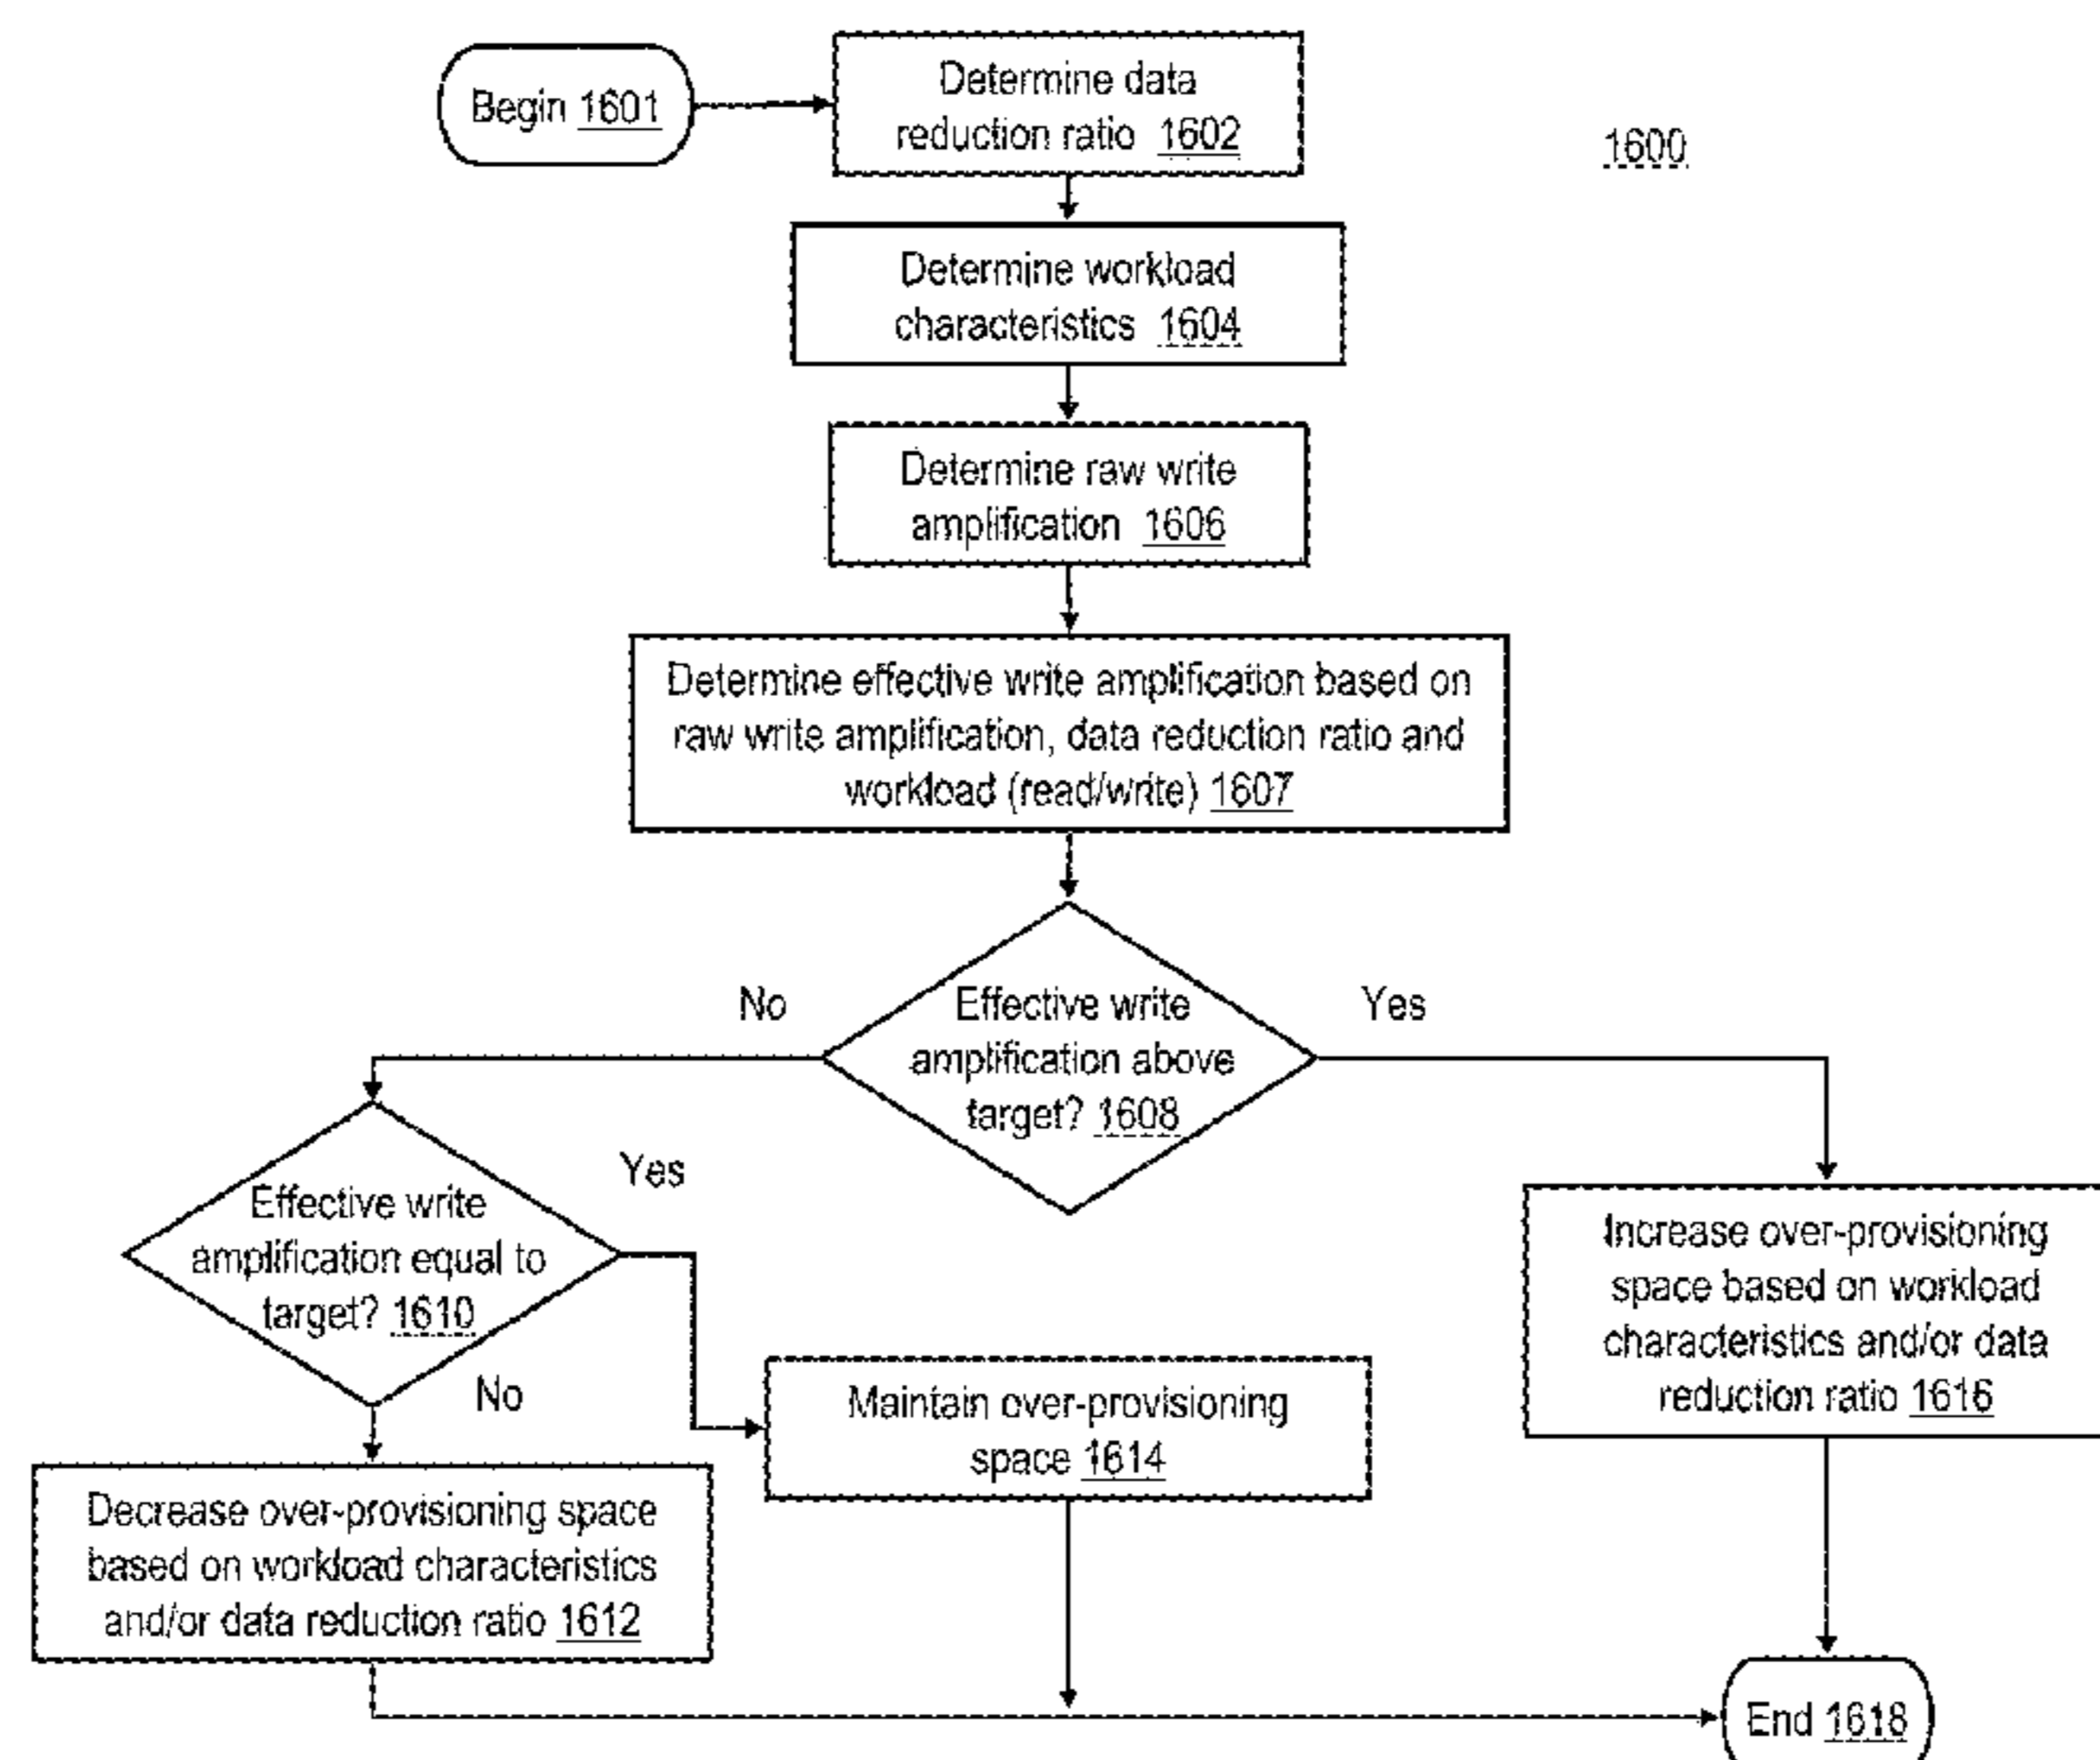 Begin 1601
Determine data
reduction ratio 1602
1600
Determine workload
characteristics 1604
Determine raw write
amplification 1606
Determine effective write amplification based on
raw write amplification, data reduction ratio and
workload (read/write) 1607
No
Effective write
amplification above
target? 1608
Yes
Effective write
amplification equal to
target? 1610
Yes
No
Increase over-provisioning
space based on workload
characteristics and/or data
reduction ratio 1616
Maintain over-provisioning
space 1614
Decrease over-provisioning space
based on workload characteristics
and/or data reduction ratio 1612
End 1618